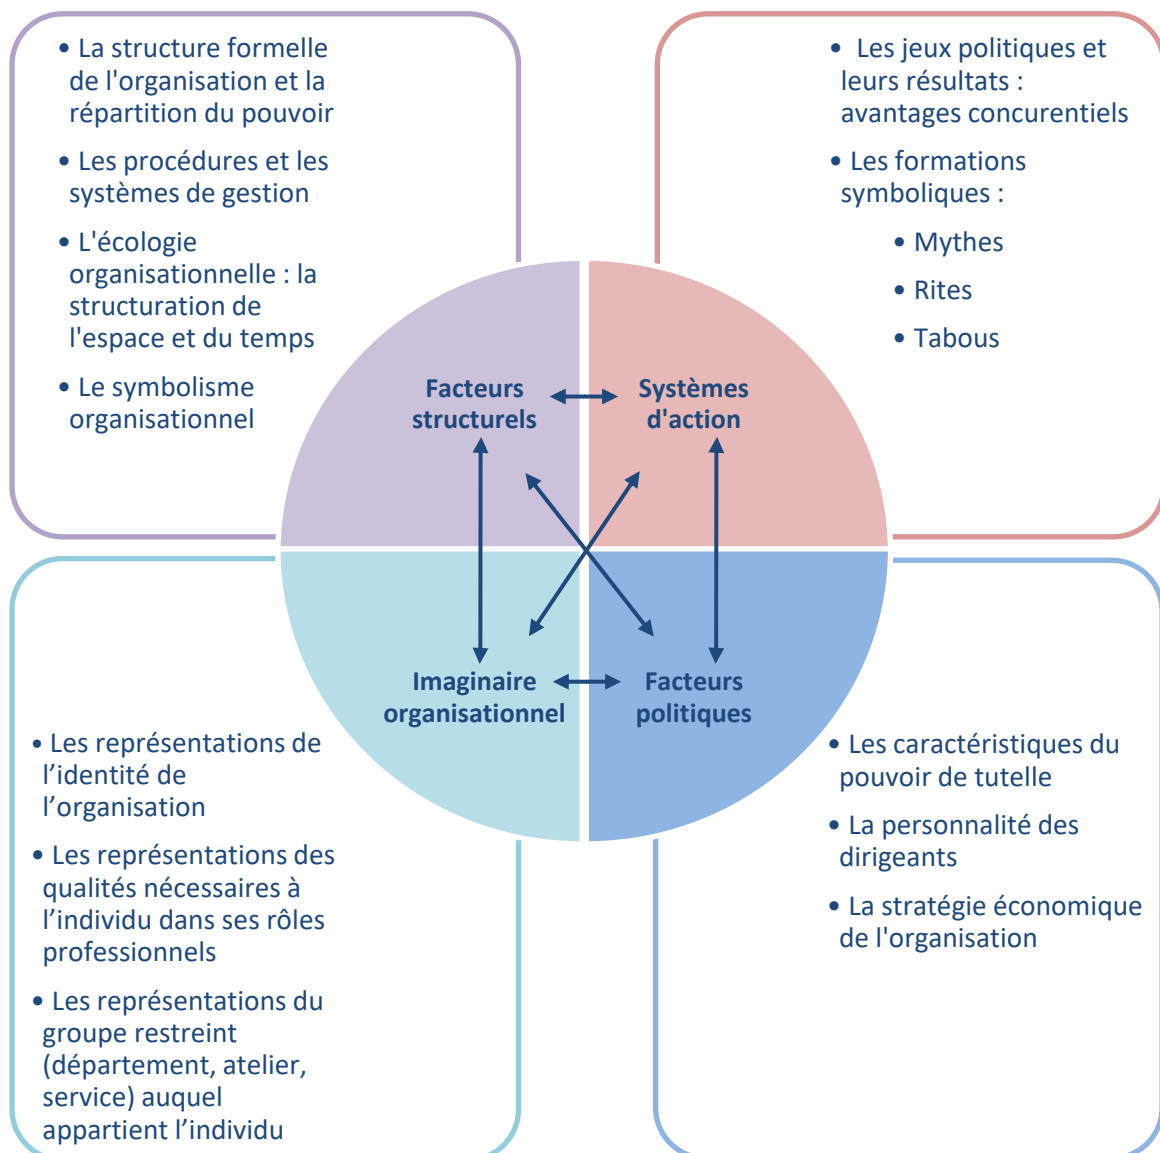 • La structure formelle
de l'organisation et la
répartition du pouvoir
• Les procédures et les
systèmes de gestion
• L'écologie
organisationnelle : la
structuration de
l'espace et du temps
• Le symbolisme
organisationnel
• Les jeux politiques et
leurs résultats :
avantages concurentiels
• Les formations
symboliques :
• Mythes
• Rites
• Tabous
Facteurs
structurels
Systèmes
d'action
Imaginaire
organisationnel
Facteurs
politiques
• Les représentations de
l’identité de
l’organisation
• Les représentations des
qualités nécessaires à
l’individu dans ses rôles
professionnels
• Les représentations du
groupe restreint
(département, atelier,
service) auquel
appartient l’individu
• Les caractéristiques du
pouvoir de tutelle
• La personnalité des
dirigeants
• La stratégie économique
de l'organisation